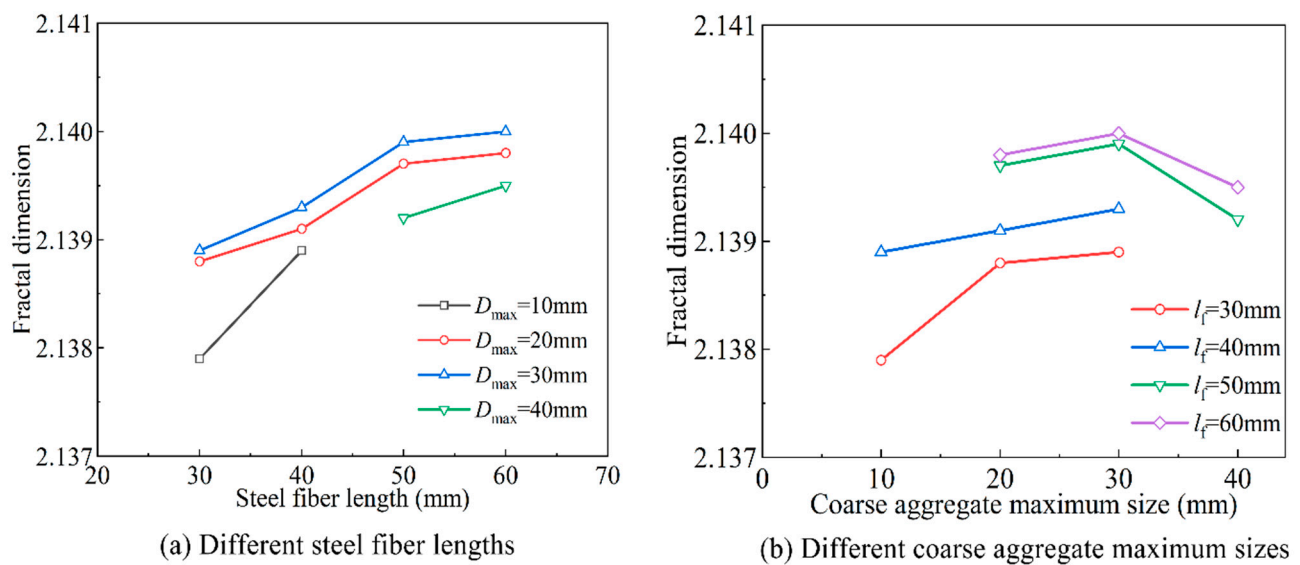 2.141
2.140
2.139
2.138
2.137
Fractal dimension
20 30 40 50 60 70
Steel fiber length (mm)
Dmax=10mm
Dmax=20mm
Dmax=30mm
Dmax=40mm
(a) Different steel fiber lengths
2.141
2.140
2.139
2.138
2.137
Fractal dimension
0 10 20 30 40
Coarse aggregate maximum size (mm)
lf=30mm
lf=40mm
lf=50mm
lf=60mm
(b) Different coarse aggregate maximum sizes